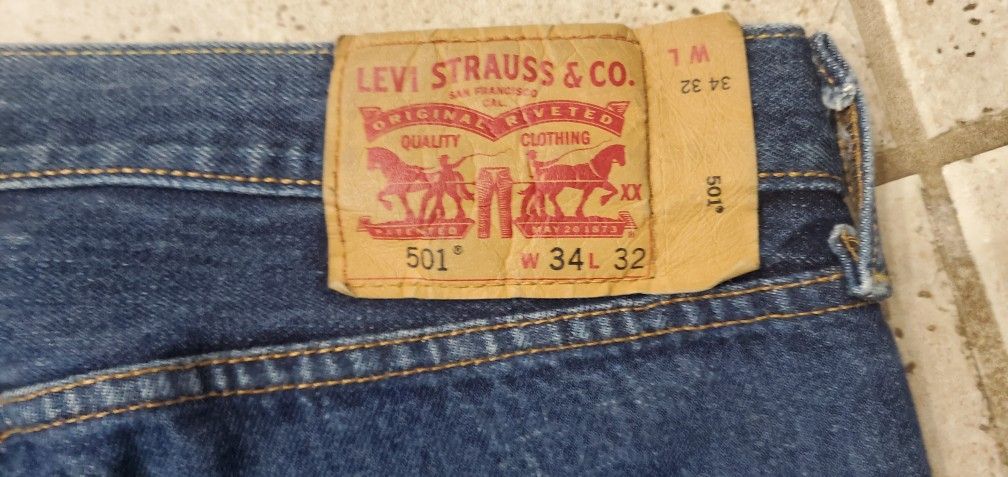 LEVI STRAUSS & CO.
SAN FRANCISCO
CAL.
ORIGINAL RIVETED
QUALITY CLOTHING
XX
PATENTED MAY 20 1873
501® W 34 L 32
W L
34 32
501®